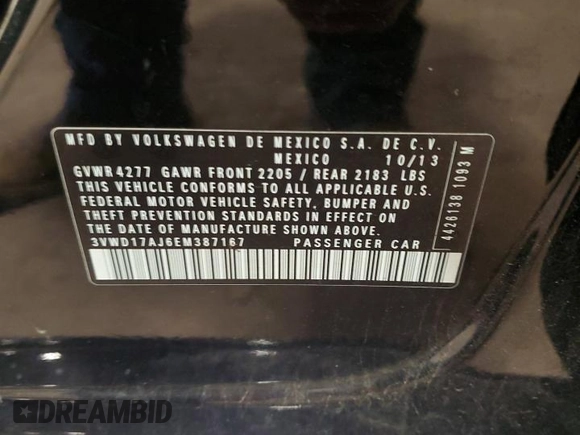 MFD BY VOLKSWAGEN DE MEXICO S.A. DE C.V.
MEXICO 10/13
GVWR 4277 GAWR FRONT 2205 / REAR 2183 LBS
THIS VEHICLE CONFORMS TO ALL APPLICABLE U.S.
FEDERAL MOTOR VEHICLE SAFETY, BUMPER AND
THEFT PREVENTION STANDARDS IN EFFECT ON
THE DATE OF MANUFACTURE SHOWN ABOVE.
3VWD17AJ6EM387167 PASSENGER CAR
4426138 1093 M
DREAMBID